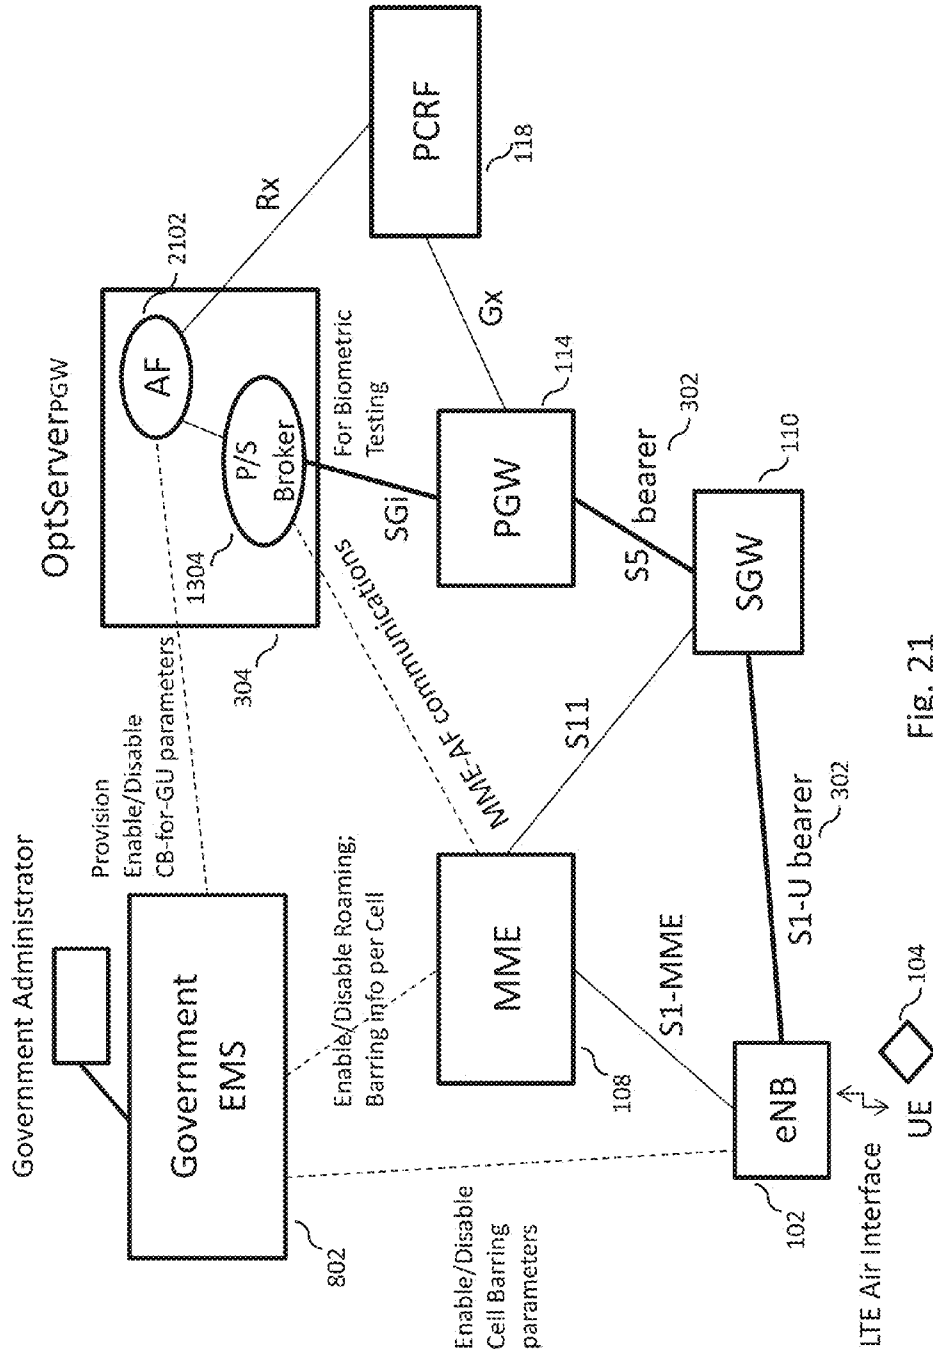 Government Administrator
Government
EMS
802
Provision
Enable/Disable
CB-for-GU parameters
OptServerPGW
304
AF
2102
P/S
Broker
1304
Rx
For Biometric
Testing
SGi
MME-AF communications
Enable/Disable Roaming;
Barring Info per Cell
Enable/Disable
Cell Barring
parameters
MME
108
S11
S1-MME
PGW
114
Gx
PCRF
118
S5
bearer
302
SGW
110
S1-U bearer
302
eNB
102
LTE Air Interface
UE
104
Fig. 21